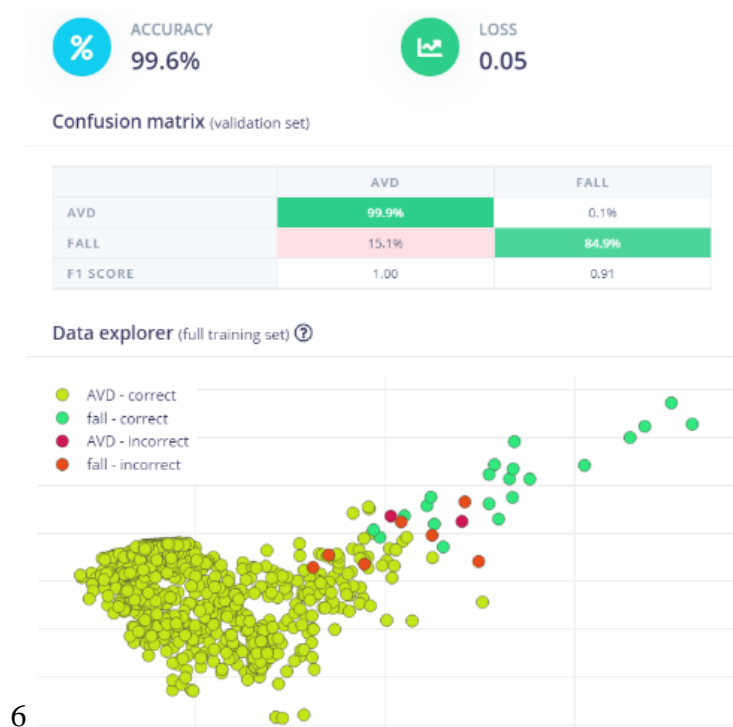 ACCURACY
99.6%
LOSS
0.05
Confusion matrix (validation set)
AVD FALL
AVD 99.9% 0.1%
FALL 15.1% 84.9%
F1 SCORE 1.00 0.91
Data explorer (full training set) ?
AVD - correct
fall - correct
AVD - incorrect
fall - incorrect
6